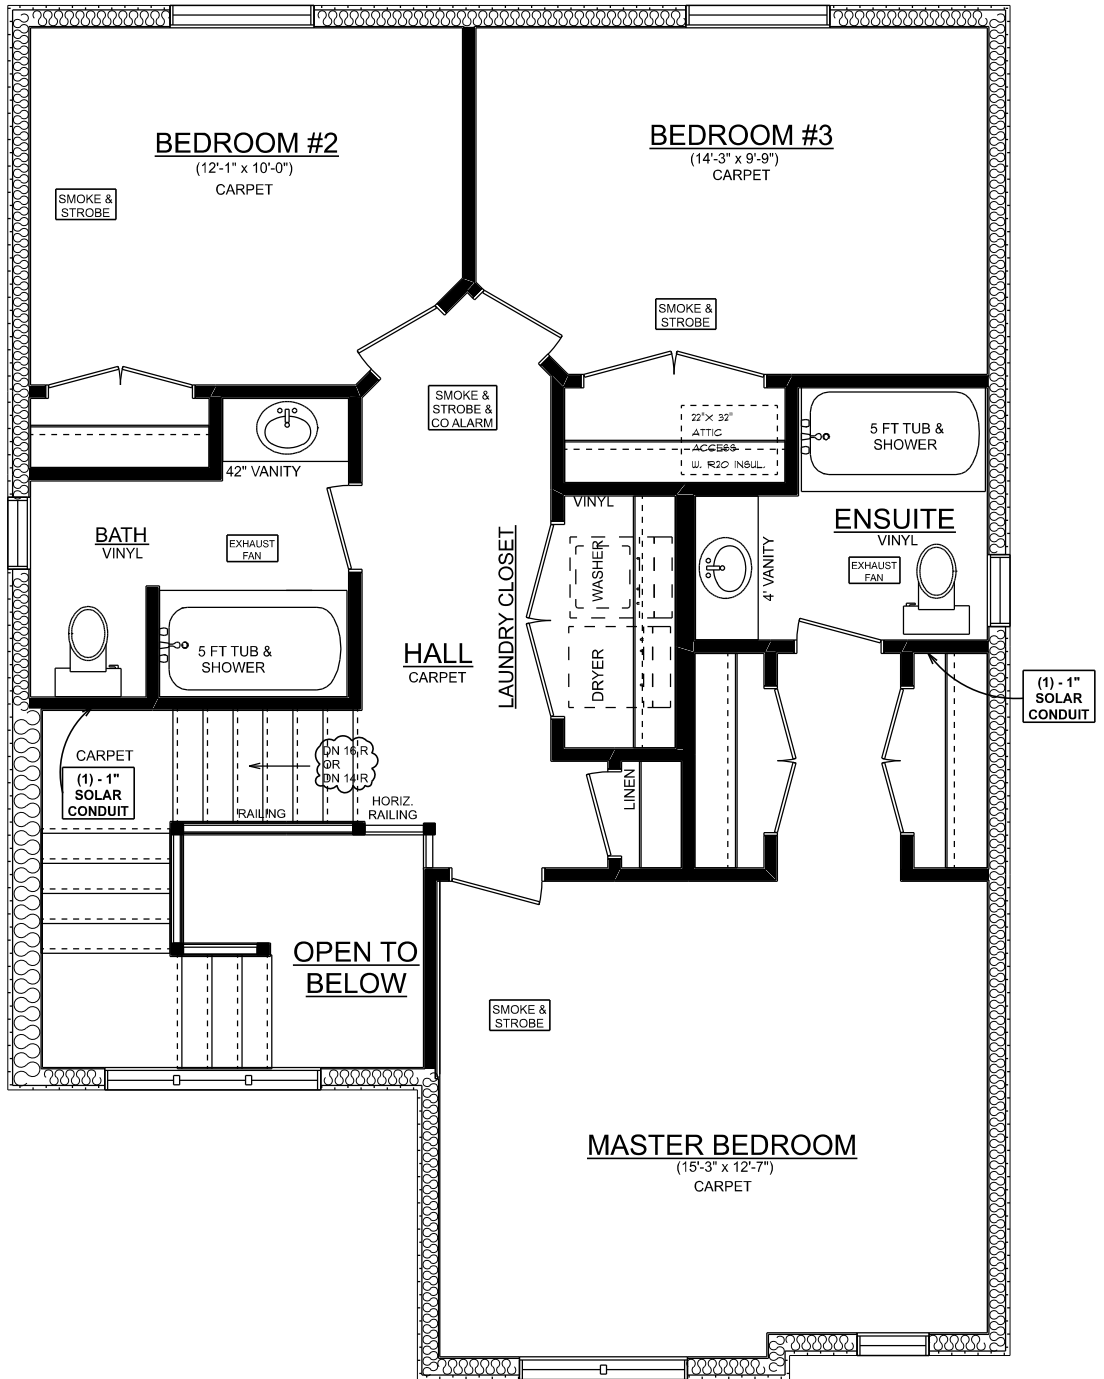 BEDROOM #2
(12'-1" x 10'-0")
CARPET
SMOKE &
STROBE
BEDROOM #3
(14'-3" x 9'-9")
CARPET
SMOKE &
STROBE
SMOKE &
STROBE &
CO ALARM
22"X 32"
ATTIC
ACCESS
W. R20 INSUL.
5 FT TUB &
SHOWER
42" VANITY
BATH
VINYL
EXHAUST
FAN
5 FT TUB &
SHOWER
HALL
CARPET
LAUNDRY CLOSET
VINYL
WASHER
DRYER
ENSUITE
VINYL
EXHAUST
FAN
4' VANITY
(1) - 1"
SOLAR
CONDUIT
CARPET
(1) - 1"
SOLAR
CONDUIT
DN 16 R
OR
DN 14 R
RAILING
HORIZ.
RAILING
LINEN
OPEN TO
BELOW
SMOKE &
STROBE
MASTER BEDROOM
(15'-3" x 12'-7")
CARPET